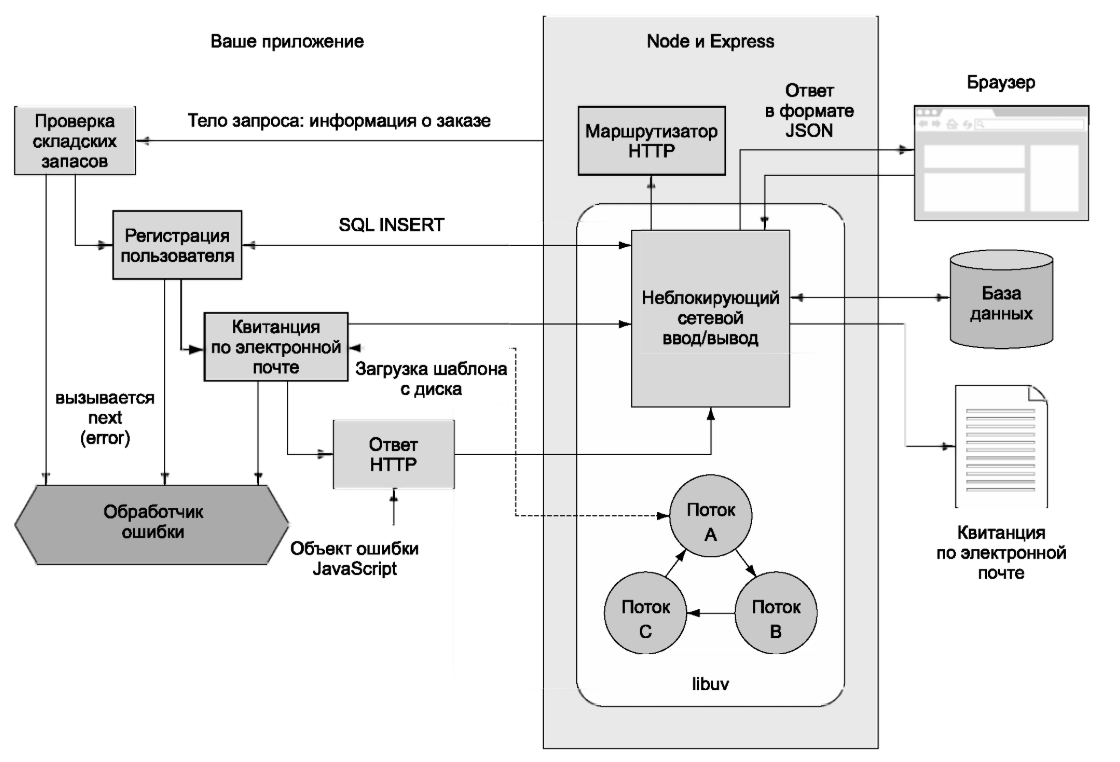 Ваше приложение
Node и Express
Браузер
Ответ
в формате
JSON
Проверка
складских
запасов
Тело запроса: информация о заказе
Маршрутизатор
HTTP
Регистрация
пользователя
SQL INSERT
Неблокирующий
сетевой
ввод/вывод
База
данных
Квитанция
по электронной
почте
Загрузка шаблона
с диска
вызывается
next
(error)
Ответ
HTTP
Обработчик
ошибки
Объект ошибки
JavaScript
Поток
A
Поток
C
Поток
B
libuv
Квитанция
по электронной
почте